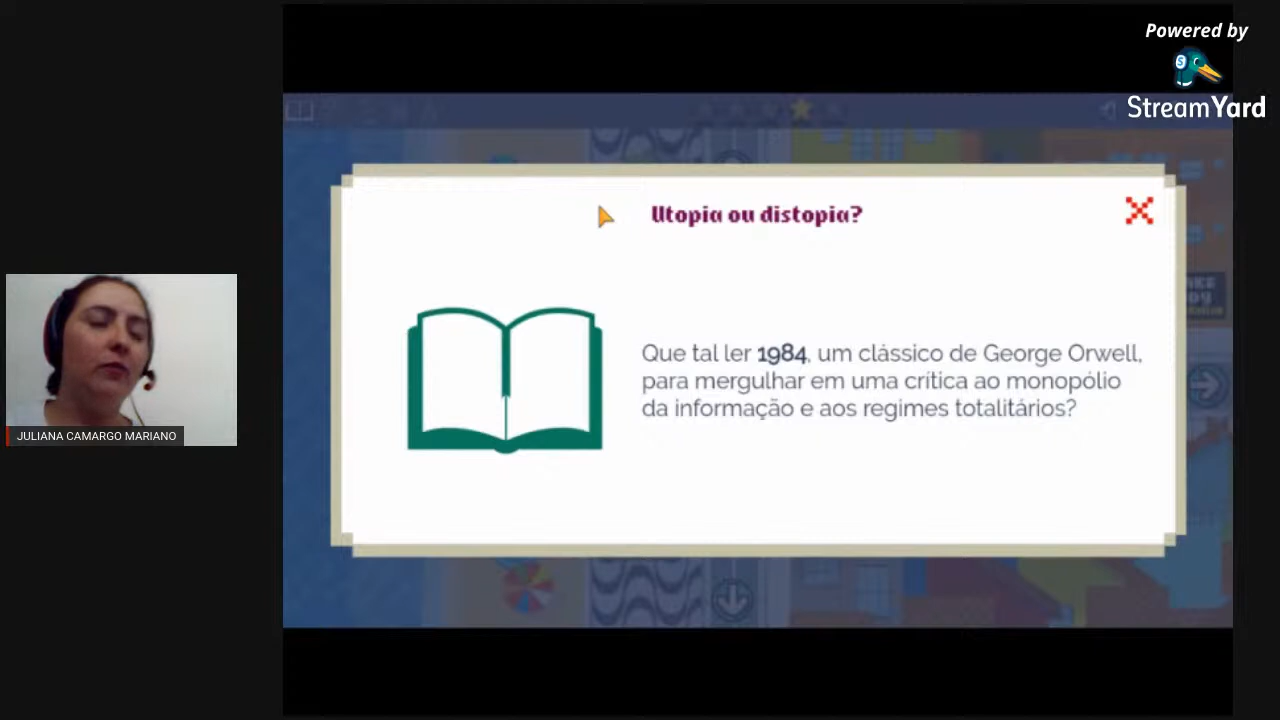 Powered by
StreamYard
Utopia ou distopia?
Que tal ler 1984, um clássico de George Orwell,
para mergulhar em uma crítica ao monopólio
da informação e aos regimes totalitários?
JULIANA CAMARGO MARIANO